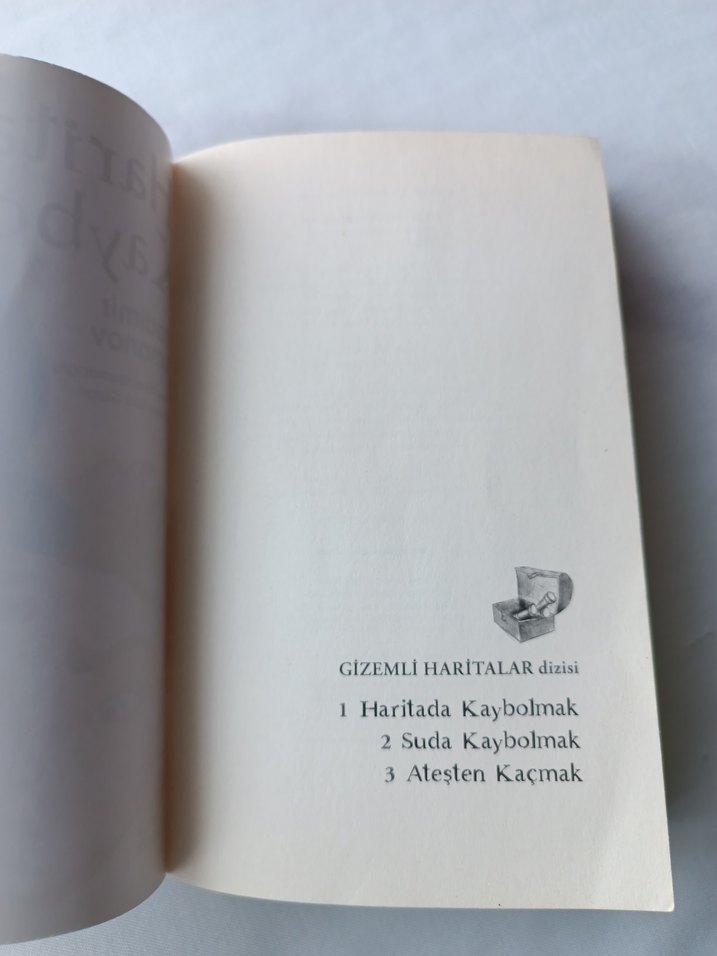 GİZEMLİ HARİTALAR dizisi
1 Haritada Kaybolmak
2 Suda Kaybolmak
3 Ateşten Kaçmak